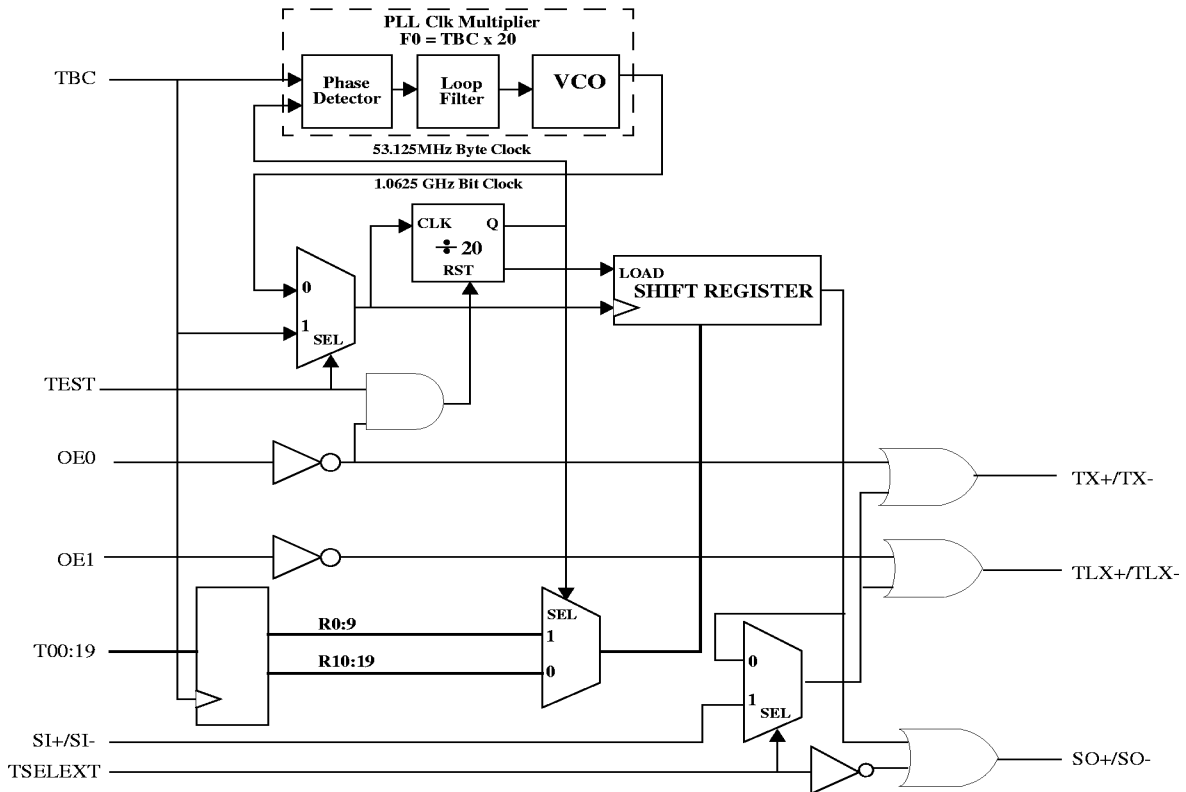 PLL Clk Multiplier
F0 = TBC x 20
TBC
Phase
Detector
Loop
Filter
VCO
53.125MHz Byte Clock
1.0625 GHz Bit Clock
CLK
Q
÷ 20
RST
LOAD
SHIFT REGISTER
0
1
SEL
TEST
OE0
TX+/TX-
OE1
TLX+/TLX-
SEL
R0:9
1
T00:19
R10:19
0
0
1
SEL
SI+/SI-
SO+/SO-
TSELEXT